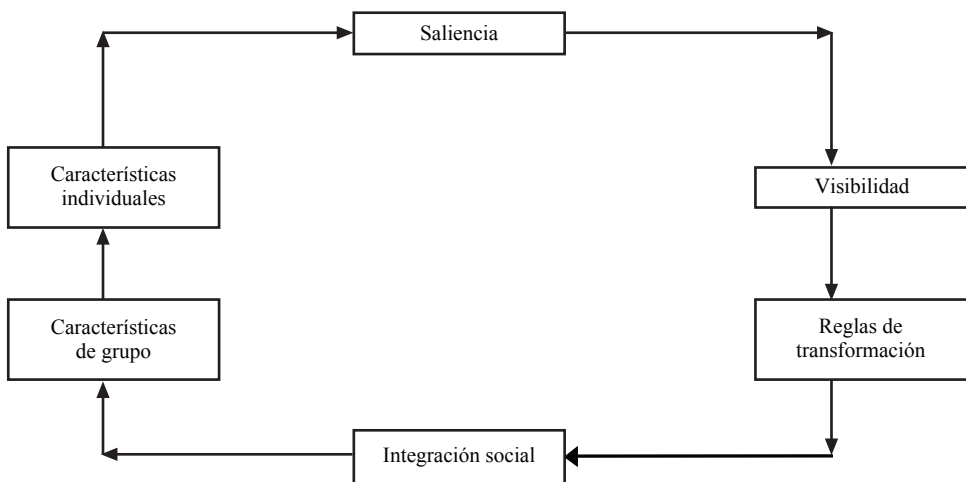 Saliencia
Características
individuales
Visibilidad
Características
de grupo
Reglas de
transformación
Integración social